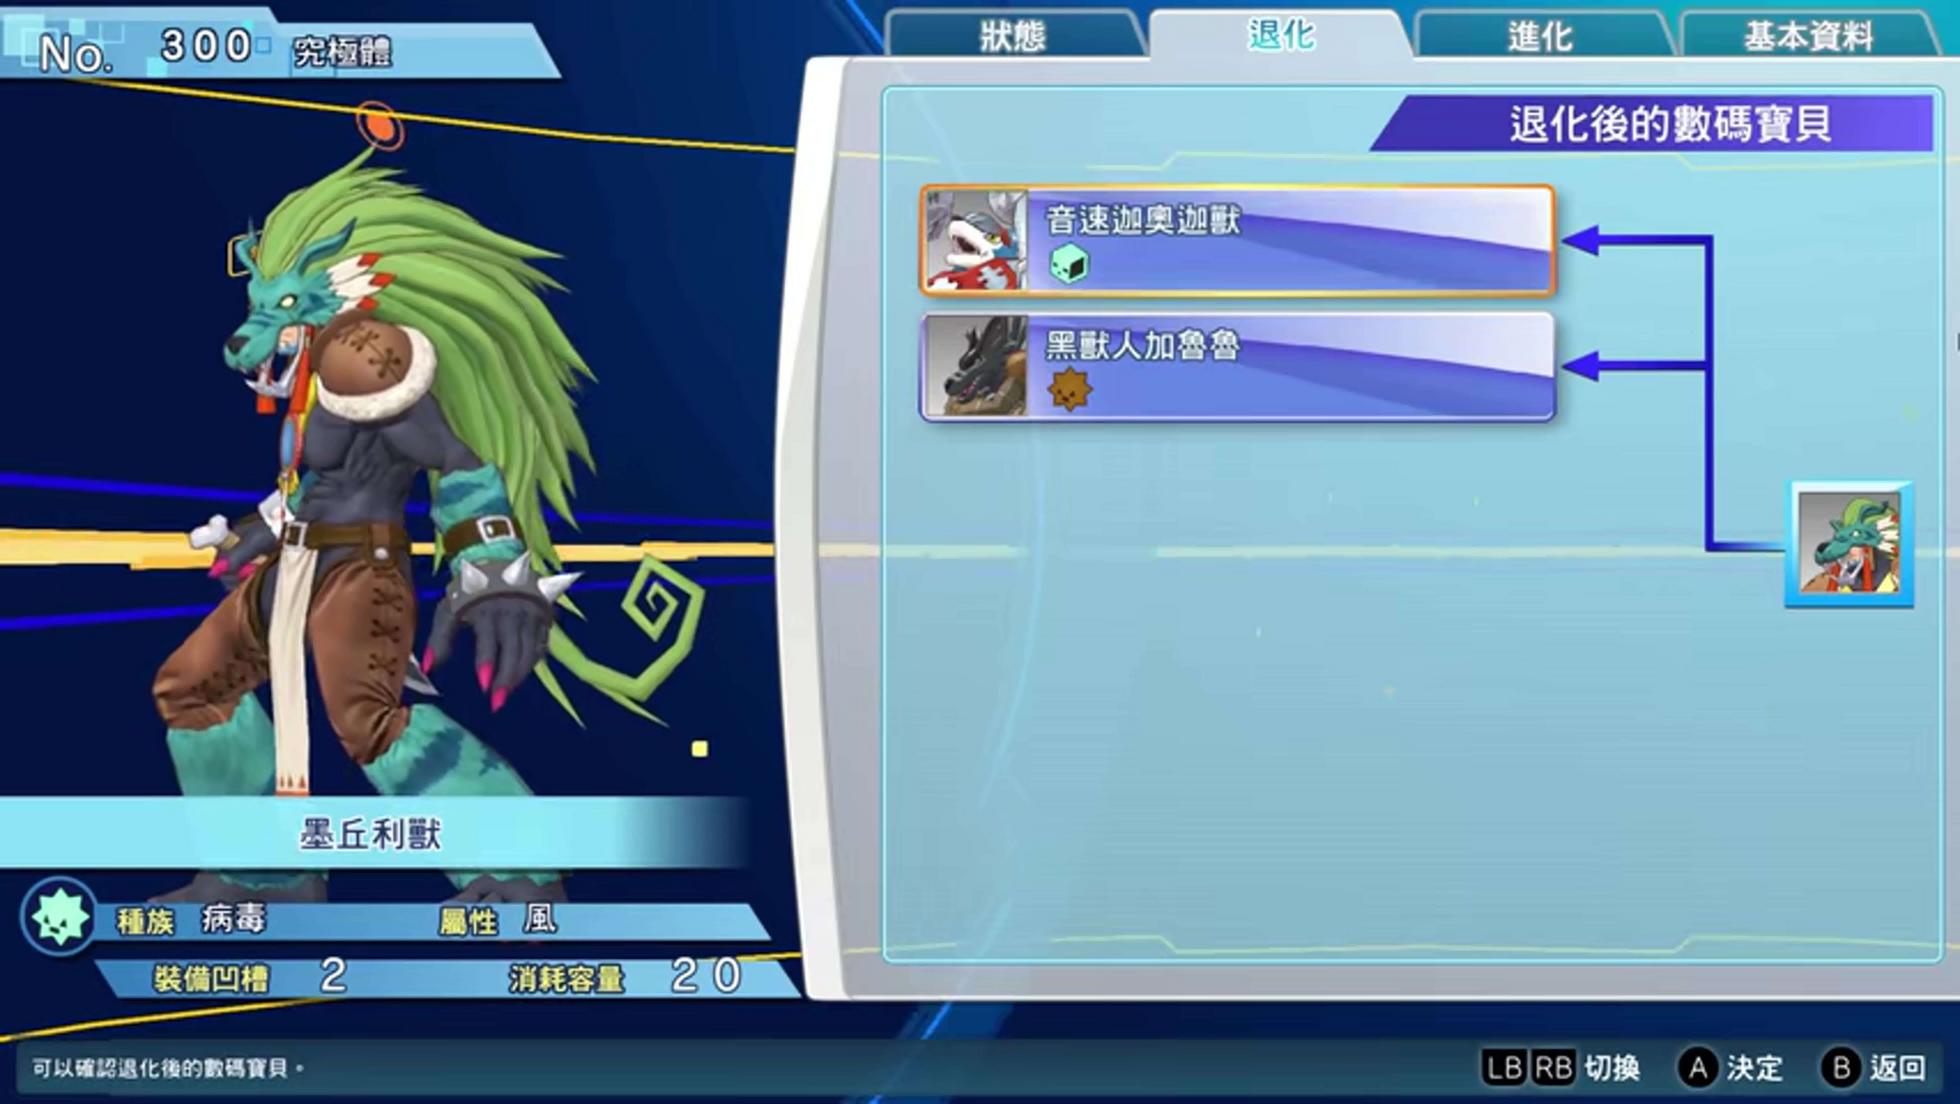 No. 300 究極體
狀態 退化 進化 基本資料
退化後的數碼寶貝
音速迦奧迦獸
黑獸人加魯魯
墨丘利獸
種族 病毒 屬性 風
裝備凹槽 2 消耗容量 20
可以確認退化後的數碼寶貝。
LB RB 切換 A 決定 B 返回